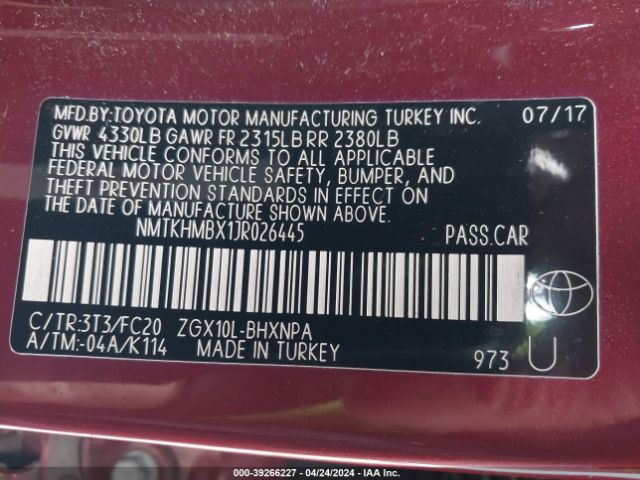 MFD.BY:TOYOTA MOTOR MANUFACTURING TURKEY INC. 07/17
GVWR 4330LB GAWR FR 2315LB RR 2380LB
THIS VEHICLE CONFORMS TO ALL APPLICABLE
FEDERAL MOTOR VEHICLE SAFETY, BUMPER, AND
THEFT PREVENTION STANDARDS IN EFFECT ON
THE DATE OF MANUFACTURE SHOWN ABOVE.
NMTKHMBX1JR026445 PASS.CAR
C/TR:3T3/FC20 ZGX10L-BHXNPA
A/TM:-04A/K114 MADE IN TURKEY 973 U
000-39266227 - 04/24/2024 - IAA Inc.